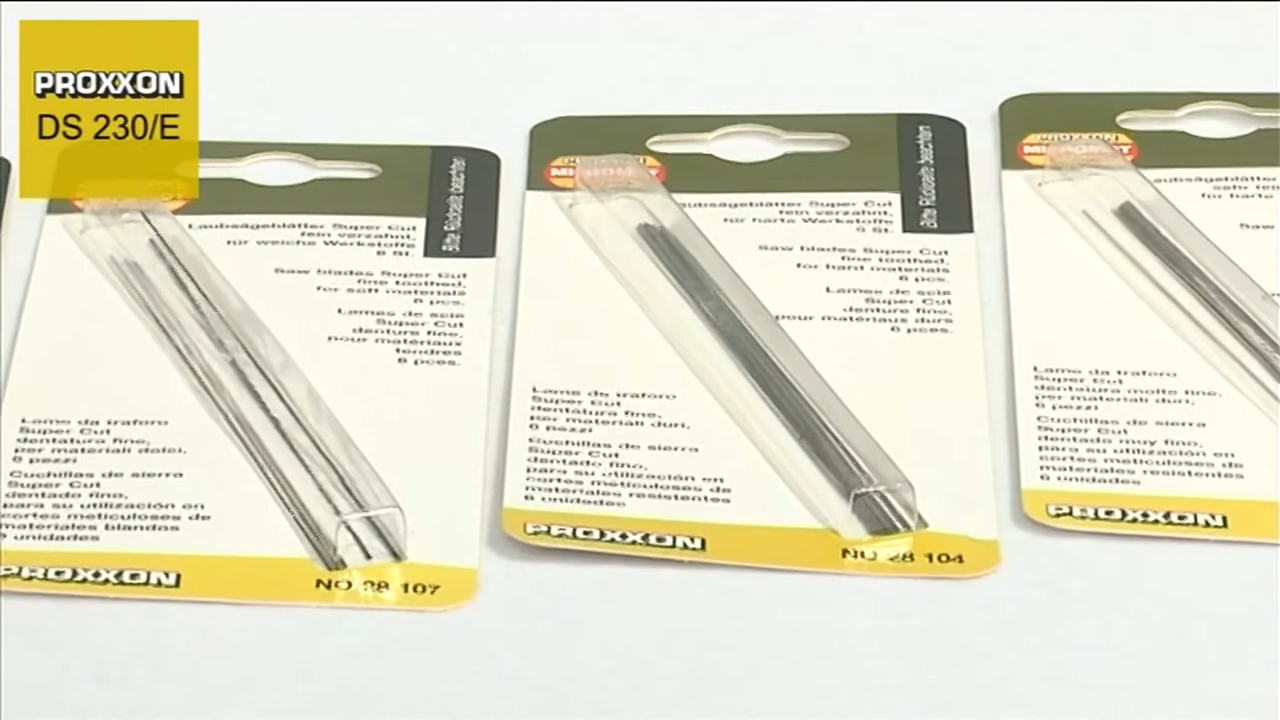 PROXXON
DS 230/E
Bitte Rückseite beachten
Laubsägeblätter Super Cut
fein verzahnt,
für weiche Werkstoffe
6 St.
Saw blades Super Cut
fine toothed,
for soft materials
6 pcs.
Lames de scie
Super Cut
denture fine,
pour matériaux
tendres
6 pces.
Lame da traforo
Super Cut
dentatura fine,
per materiali dolci,
6 pezzi
Cuchillas de sierra
Super Cut
dentado fino,
para su utilización en
cortes meticulosos de
materiales blandos
6 unidades
PROXXON
NO 28 107
MICROMOT
Bitte Rückseite beachten
Laubsägeblätter Super Cut
fein verzahnt,
für harte Werkstoffe
6 St.
Saw blades Super Cut
fine toothed,
for hard materials
6 pcs.
Lames de scie
Super Cut
denture fine,
pour matériaux durs
6 pces.
Lame da traforo
Super Cut
dentatura fine,
per materiali duri,
6 pezzi
Cuchillas de sierra
Super Cut
dentado fino,
para su utilización en
cortes meticulosos de
materiales resistentes
6 unidades
PROXXON
NO 28 104
PROXXON
MICROMOT
Laubsägeblätter
sehr fein
für harte
Saw
Lame da traforo
Super Cut
dentatura molto fine,
per materiali duri,
6 pezzi
Cuchillas de sierra
Super Cut
dentado muy fino,
para su utilización en
cortes meticulosos de
materiales resistentes
6 unidades
PROXXON